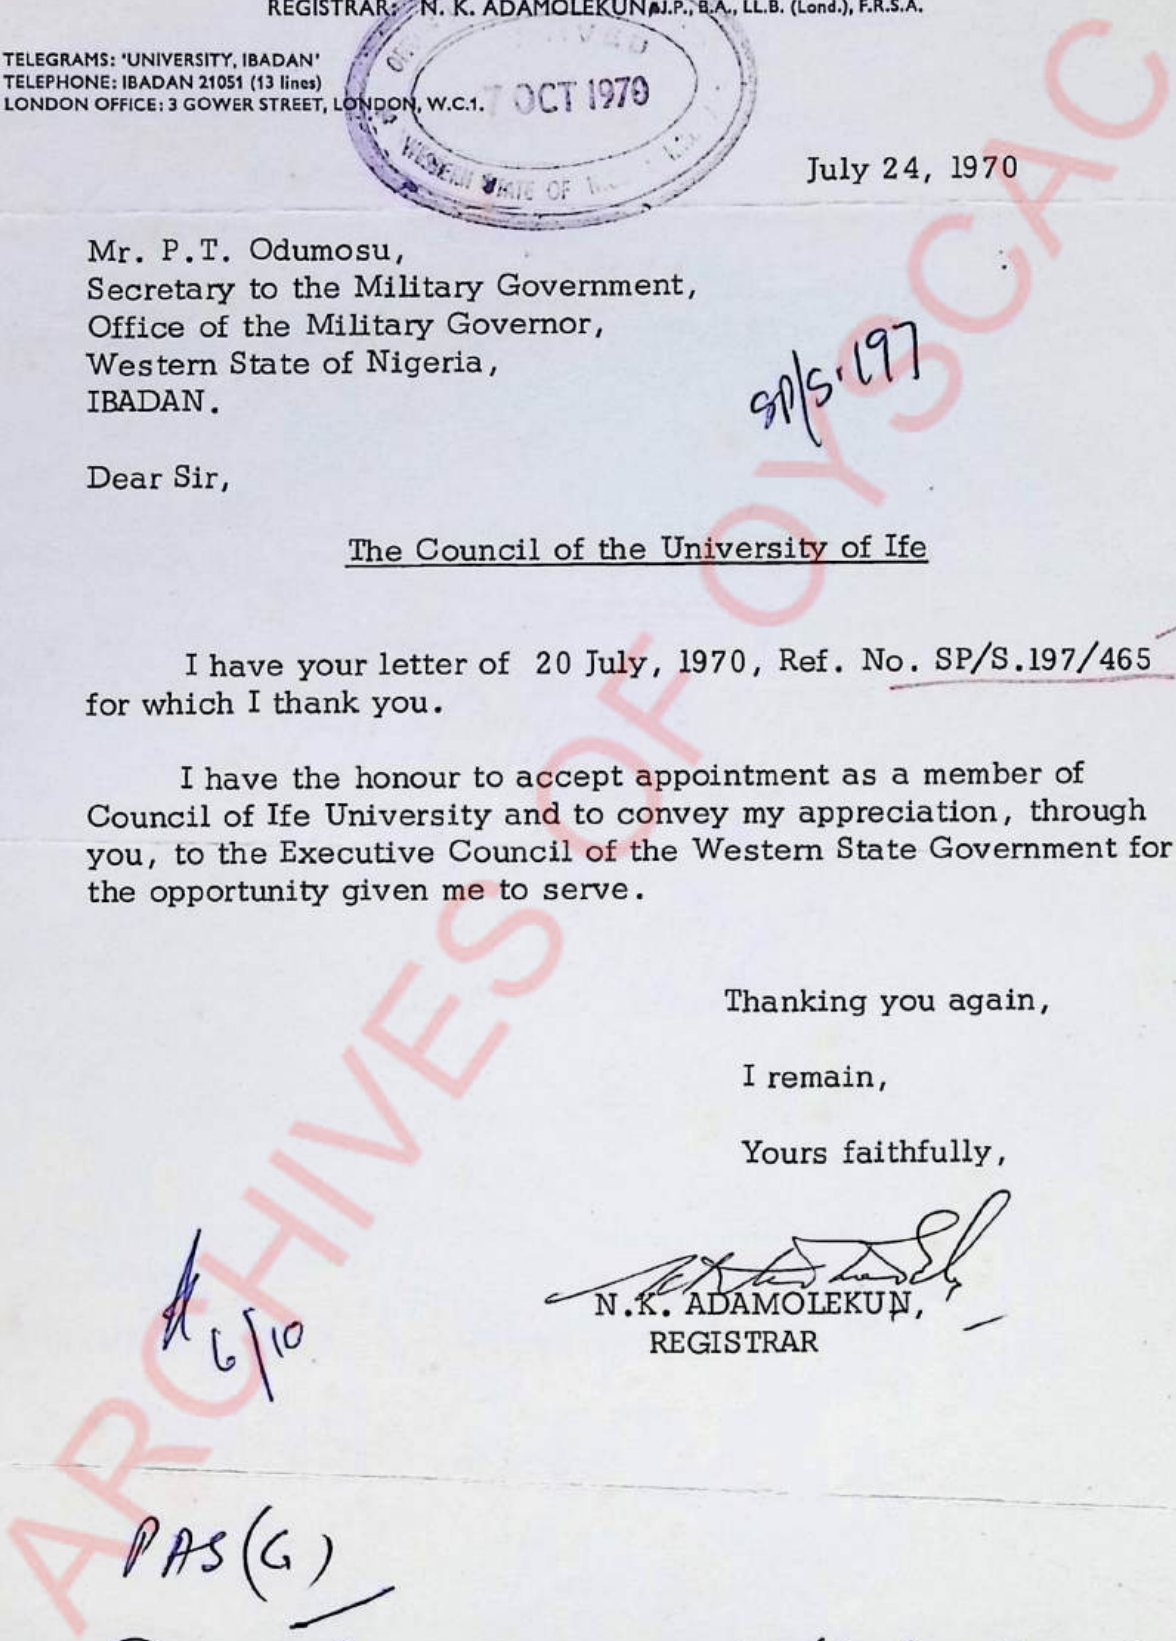 REGISTRAR: N. K. ADAMOLEKUN, J.P., B.A., LL.B. (Lond.), F.R.S.A.
TELEGRAMS: 'UNIVERSITY, IBADAN'
TELEPHONE: IBADAN 21051 (13 lines)
LONDON OFFICE: 3 GOWER STREET, LONDON, W.C.1.
7 OCT 1970
WESTERN STATE OF
July 24, 1970
Mr. P.T. Odumosu,
Secretary to the Military Government,
Office of the Military Governor,
Western State of Nigeria,
IBADAN.
SP/S.197
Dear Sir,
The Council of the University of Ife
I have your letter of 20 July, 1970, Ref. No. SP/S.197/465
for which I thank you.
I have the honour to accept appointment as a member of
Council of Ife University and to convey my appreciation, through
you, to the Executive Council of the Western State Government for
the opportunity given me to serve.
Thanking you again,
I remain,
Yours faithfully,
N.K. ADAMOLEKUN,
REGISTRAR
6/10
PAS(G)
ARCHIVES OF OYSCAC